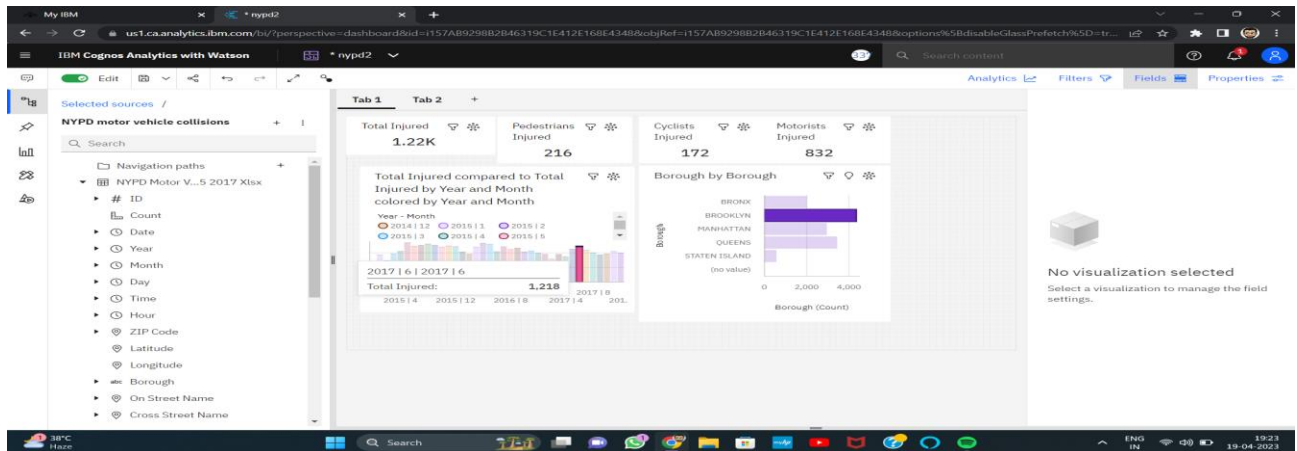 My IBM
* nypd2
us1.ca.analytics.ibm.com/bi/?perspective=dashboard&id=i157AB9298B2B46319C1E412E168E4348&objRef=i157AB9298B2B46319C1E412E168E4348&options%5BdisableGlassPrefetch%5D=tr...
IBM Cognos Analytics with Watson
* nypd2
Search content
Edit
Analytics
Filters
Fields
Properties
Selected sources /
NYPD motor vehicle collisions
Search
Navigation paths
NYPD Motor V...5 2017 Xlsx
# ID
Count
Date
Year
Month
Day
Time
Hour
ZIP Code
Latitude
Longitude
abc Borough
On Street Name
Cross Street Name
Tab 1 Tab 2 +
Total Injured
1.22K
Pedestrians Injured
216
Cyclists Injured
172
Motorists Injured
832
Total Injured compared to Total
Injured by Year and
Month
colored by Year and
Month
Year - Month
2014 | 12 2015 | 1 2015 | 2
2015 | 3 2015 | 4 2015 | 5
2017 | 6 | 2017 | 6
Total Injured: 1,218
2017 | 8
2015 | 4 2015 | 12 2016 | 8 2017 | 4 201.
Borough by Borough
Borough
BRONX
BROOKLYN
MANHATTAN
QUEENS
STATEN ISLAND
(no value)
0 2,000 4,000
Borough (Count)
No visualization selected
Select a visualization to manage the field
settings.
38°C
Haze
Search
ENG
IN
19:23
19-04-2023